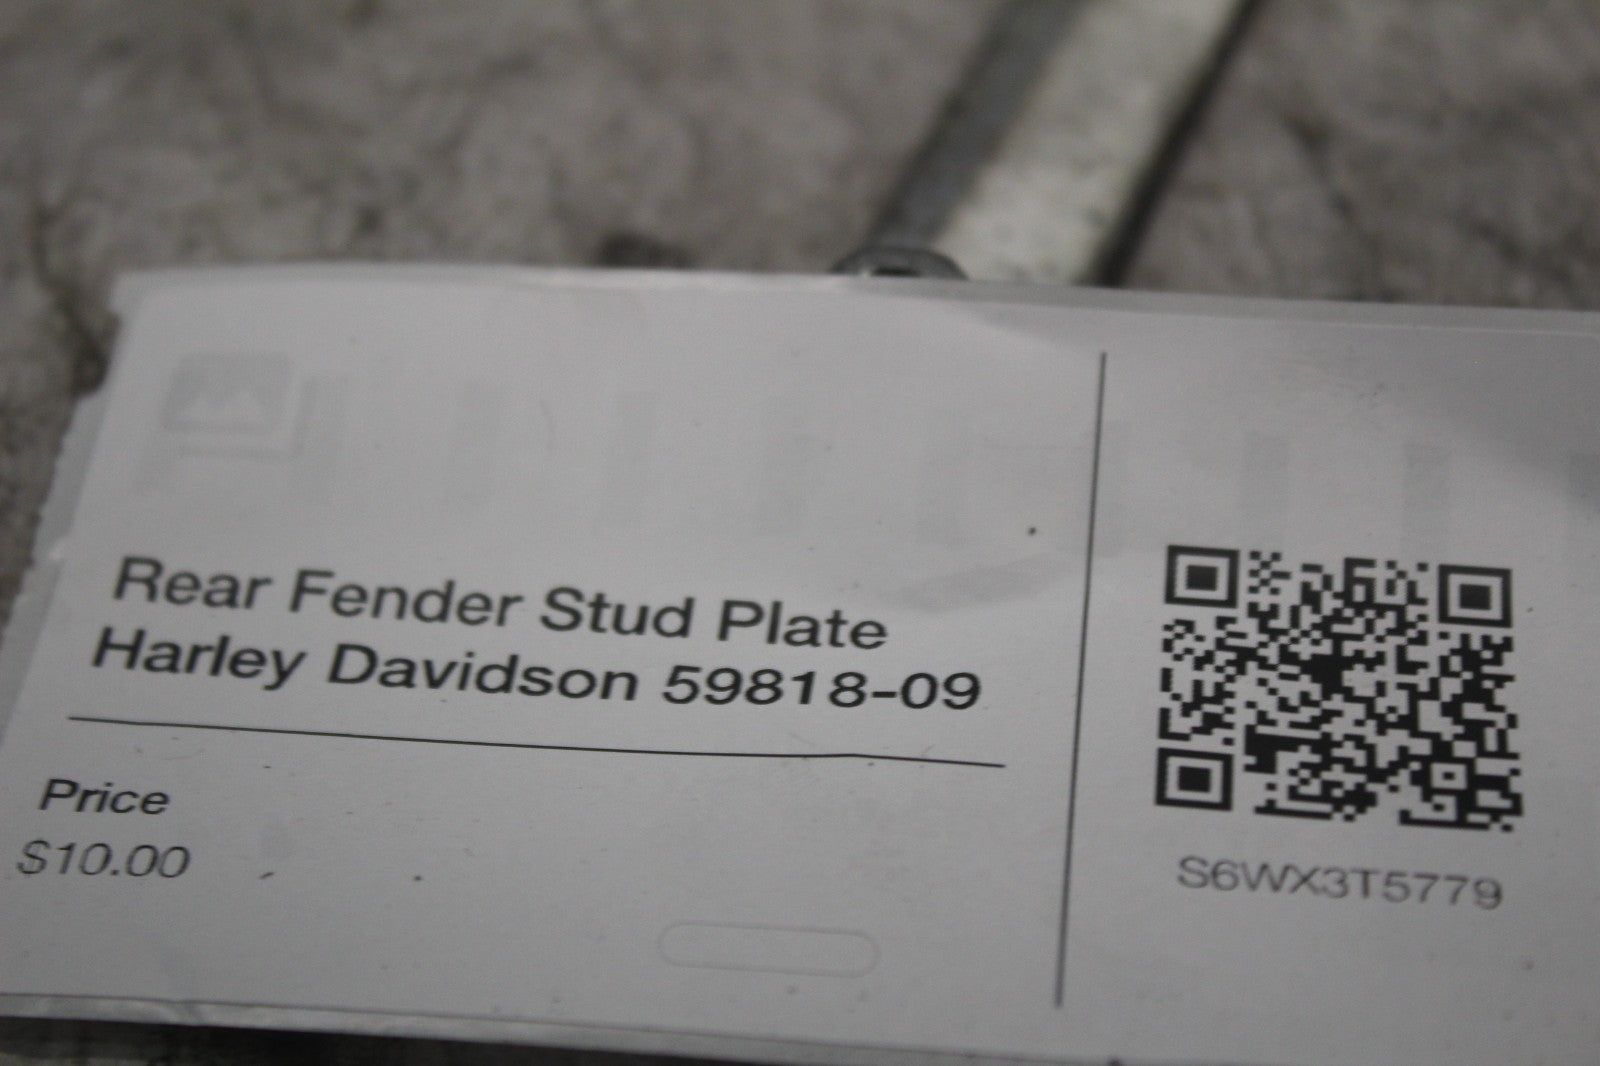 Rear Fender Stud Plate
Harley Davidson 59818-09
Price
$10.00
S6WX3T5779